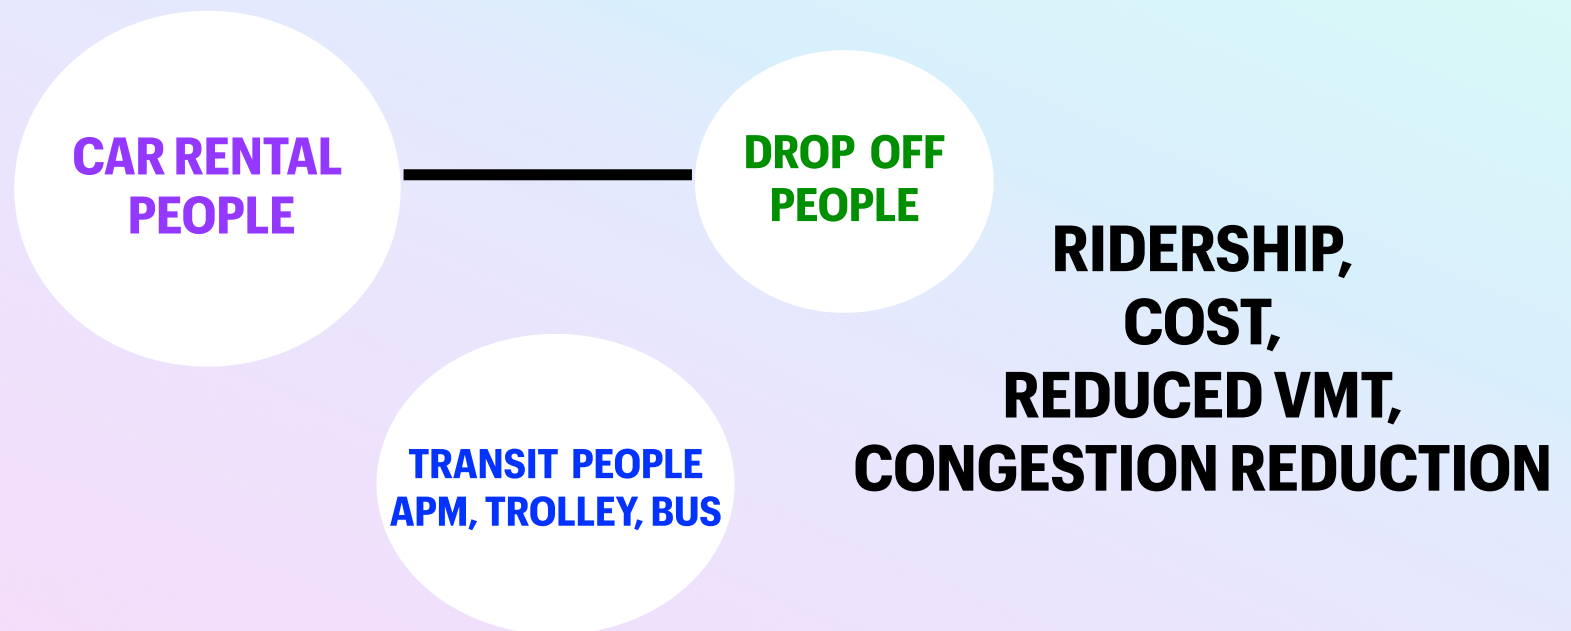 CAR RENTAL
PEOPLE
DROP OFF
PEOPLE
TRANSIT PEOPLE
APM, TROLLEY, BUS
RIDERSHIP,
COST,
REDUCED VMT,
CONGESTION REDUCTION